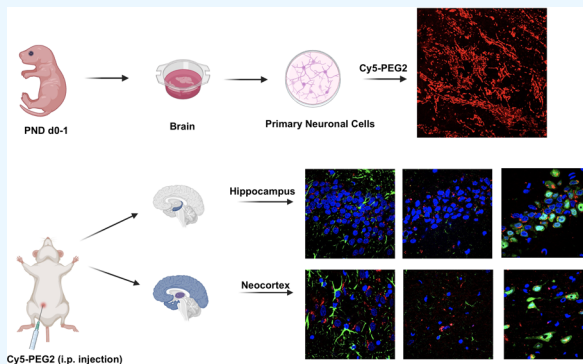 Cy5-PEG2
PND d0-1
Brain
Primary Neuronal Cells
Hippocampus
Neocortex
Cy5-PEG2 (i.p. injection)